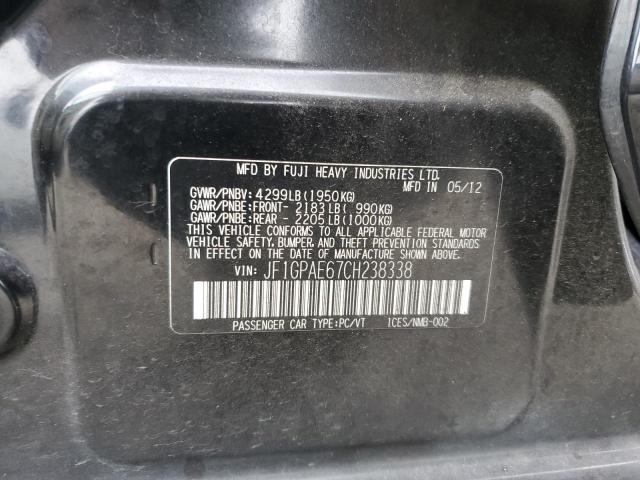 MFD BY FUJI HEAVY INDUSTRIES LTD.
MFD IN 05/12
GVWR/PNBV: 4299LB(1950KG)
GAWR/PNBE:FRONT- 2183LB( 990KG)
GAWR/PNBE:REAR - 2205LB(1000KG)
THIS VEHICLE CONFORMS TO ALL APPLICABLE FEDERAL MOTOR
VEHICLE SAFETY, BUMPER, AND THEFT PREVENTION STANDARDS
IN EFFECT ON THE DATE OF MANUFACTURE SHOWN ABOVE.
VIN: JF1GPAE67CH238338
PASSENGER CAR TYPE:PC/VT 1CES/NMB-002